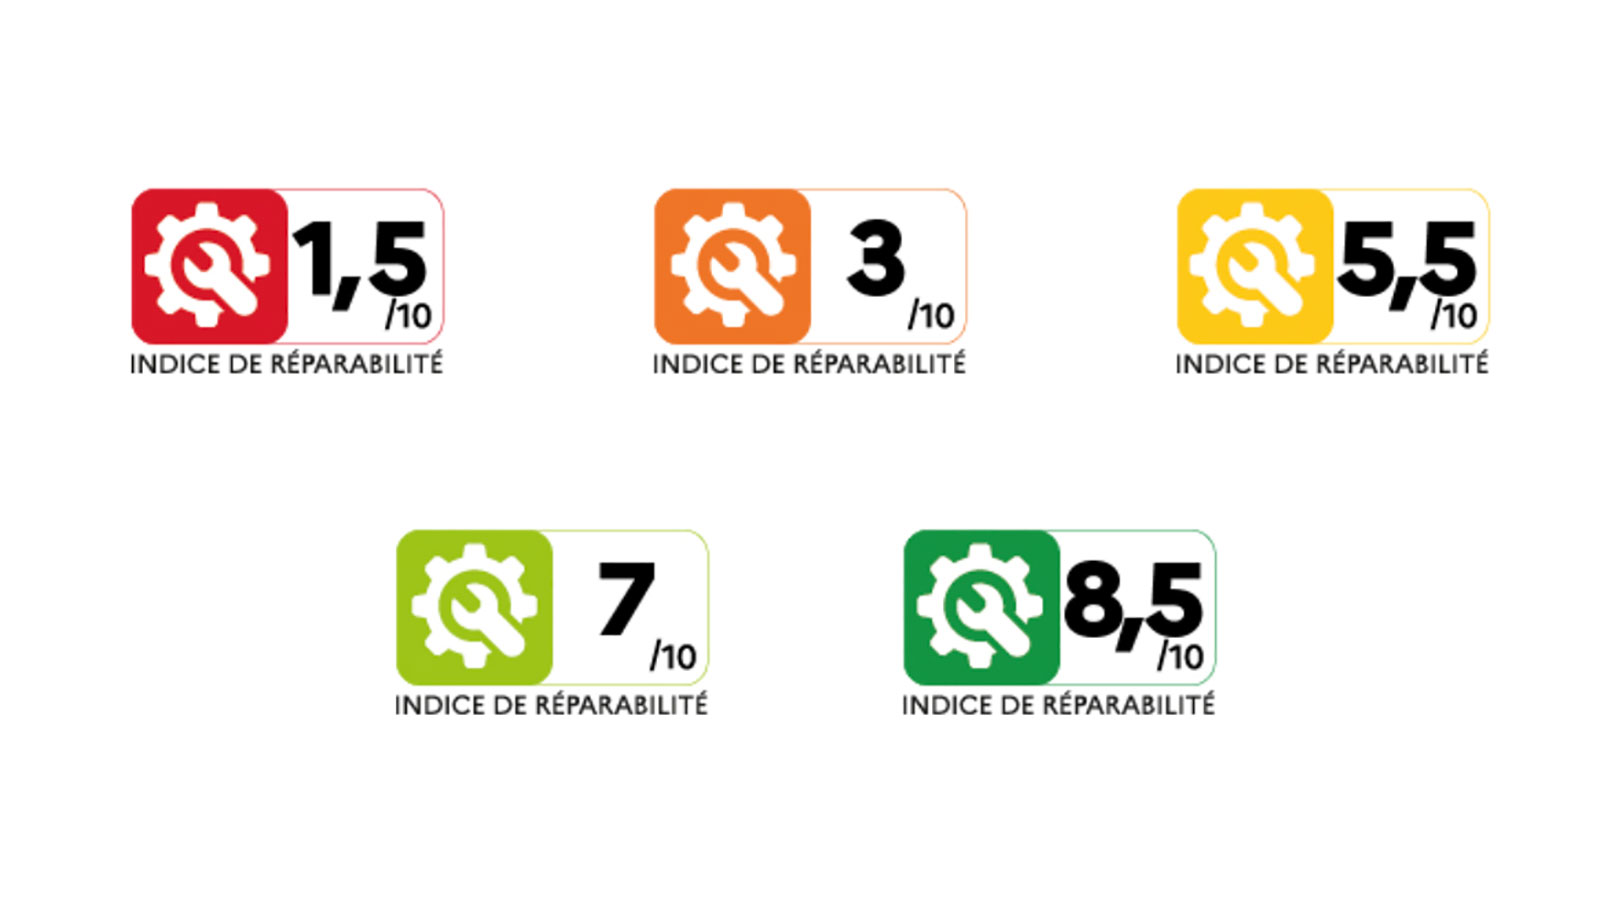 1,5
/10
INDICE DE RÉPARABILITÉ
3
/10
INDICE DE RÉPARABILITÉ
5,5
/10
INDICE DE RÉPARABILITÉ
7
/10
INDICE DE RÉPARABILITÉ
8,5
/10
INDICE DE RÉPARABILITÉ